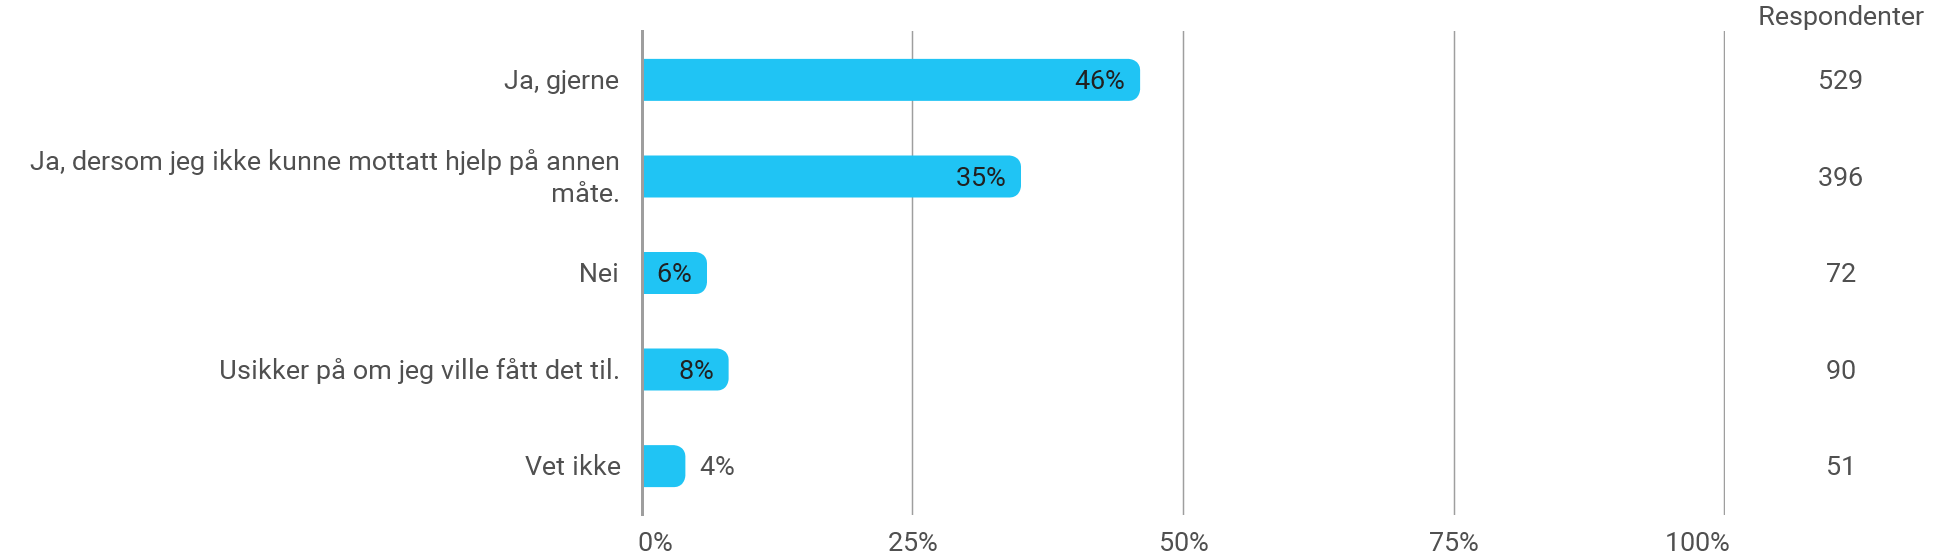 Respondenter
Ja, gjerne 46% 529
Ja, dersom jeg ikke kunne mottatt hjelp på annen
måte. 35% 396
Nei 6% 72
Usikker på om jeg ville fått det til. 8% 90
Vet ikke 4% 51
0% 25% 50% 75% 100%